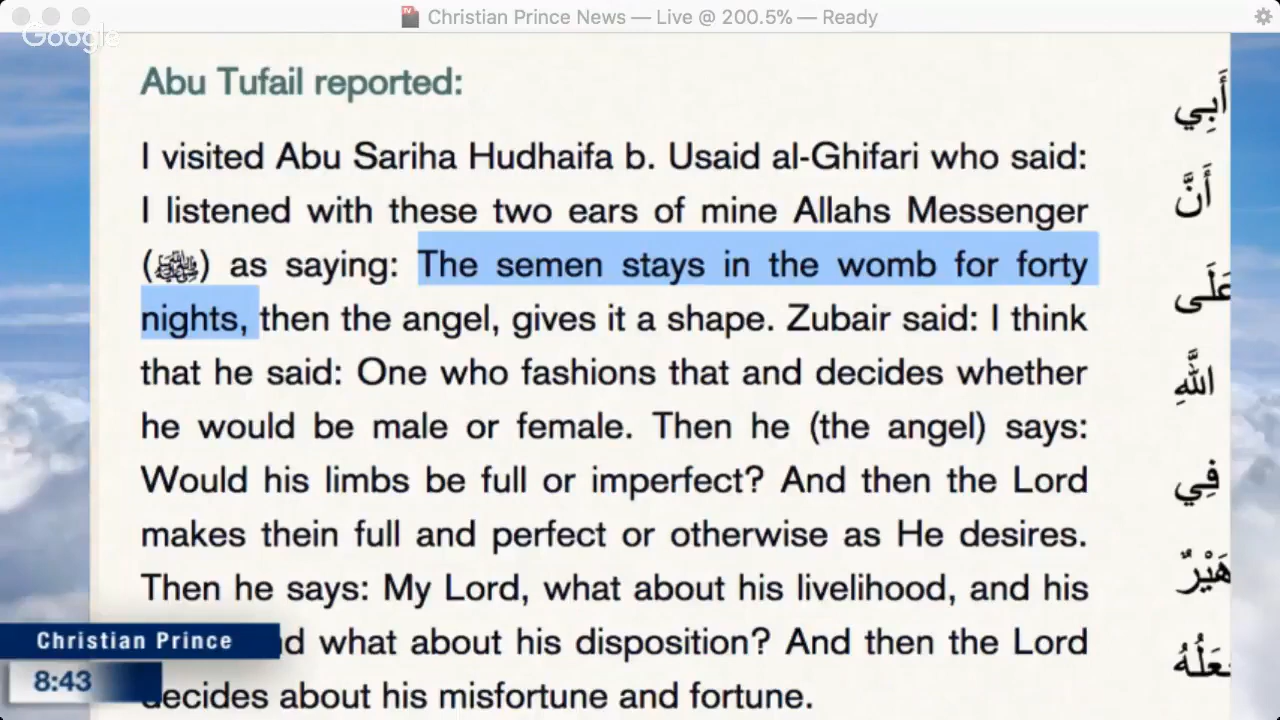 Christian Prince News — Live @ 200.5% — Ready
Google
Abu Tufail reported:
I visited Abu Sariha Hudhaifa b. Usaid al-Ghifari who said:
I listened with these two ears of mine Allahs Messenger
(ﷺ) as saying: The semen stays in the womb for forty
nights, then the angel, gives it a shape. Zubair said: I think
that he said: One who fashions that and decides whether
he would be male or female. Then he (the angel) says:
Would his limbs be full or imperfect? And then the Lord
makes thein full and perfect or otherwise as He desires.
Then he says: My Lord, what about his livelihood, and his
d what about his disposition? And then the Lord
decides about his misfortune and fortune.
أَبِي
أَنَّ
عَلَى
اللَّهِ
فِي
هَيْرٌ
عَلُهُ
Christian Prince
8:43